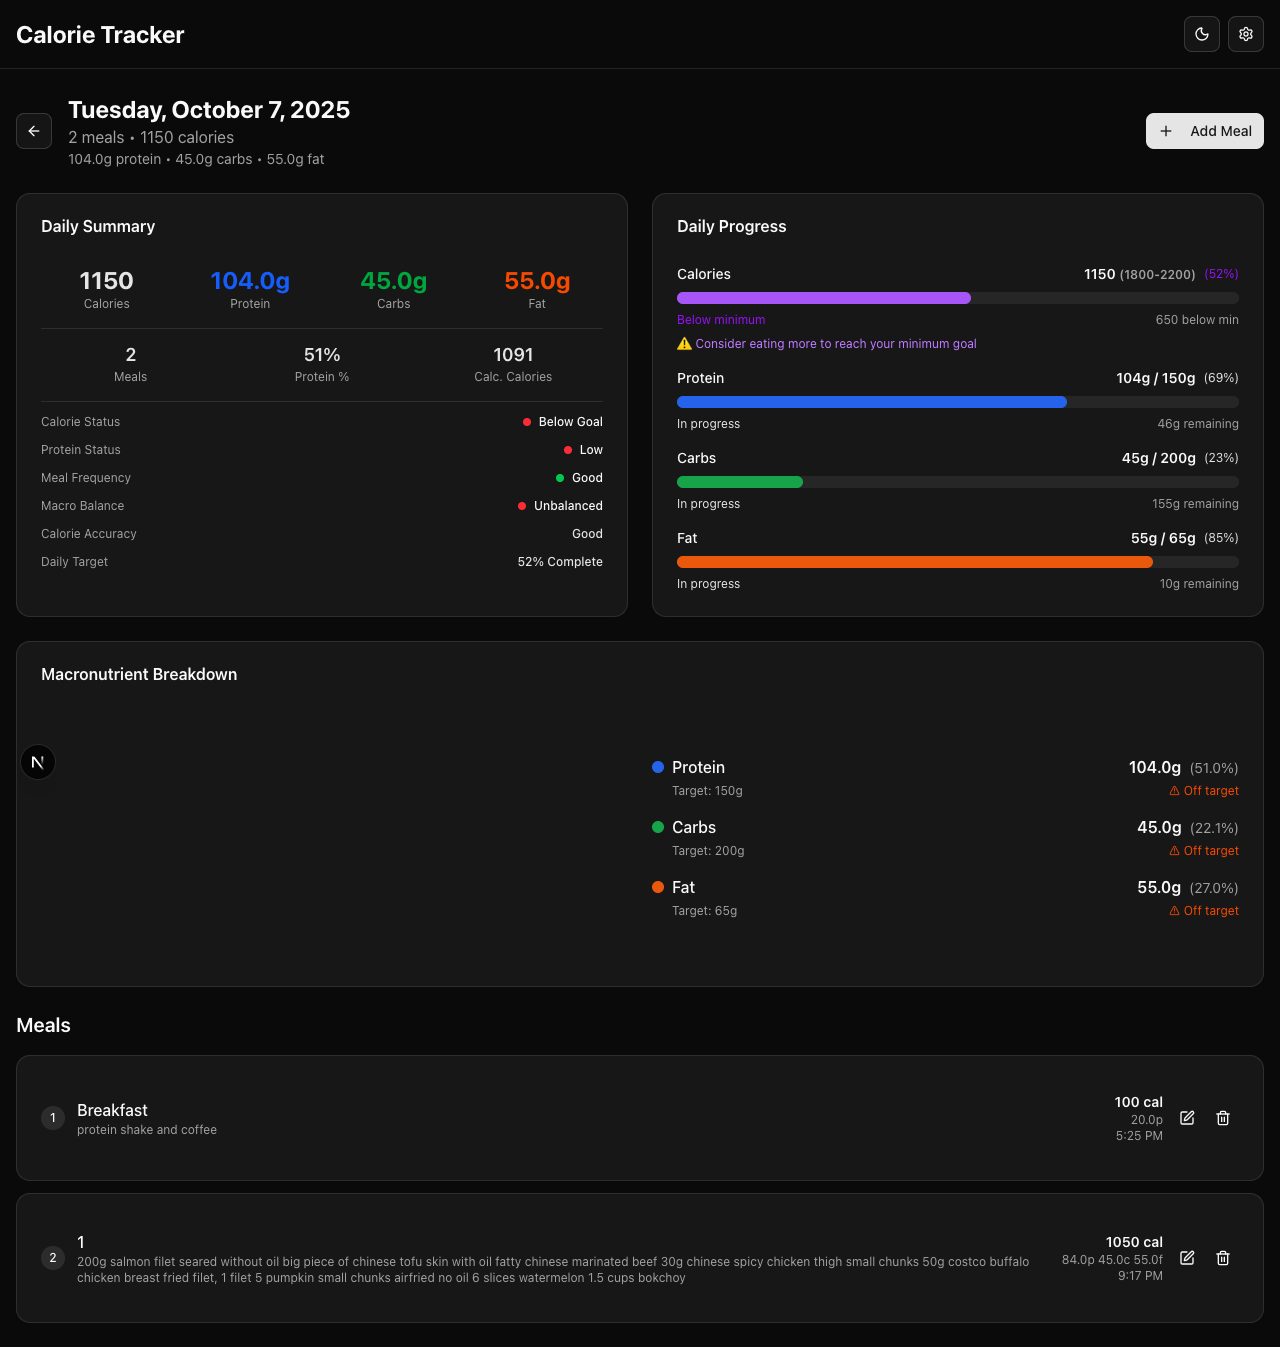 Calorie Tracker
Tuesday, October 7, 2025
2 meals • 1150 calories
104.0g protein • 45.0g carbs • 55.0g fat
Add Meal
Daily Summary
1150 104.0g 45.0g 55.0g
Calories Protein Carbs Fat
2 51% 1091
Meals Protein % Calc. Calories
Calorie Status Below Goal
Protein Status Low
Meal Frequency Good
Macro Balance Unbalanced
Calorie Accuracy Good
Daily Target 52% Complete
Daily Progress
Calories 1150 (1800-2200) (52%)
Below minimum 650 below min
⚠️ Consider eating more to reach your minimum goal
Protein 104g / 150g (69%)
In progress 46g remaining
Carbs 45g / 200g (23%)
In progress 155g remaining
Fat 55g / 65g (85%)
In progress 10g remaining
Macronutrient Breakdown
N
Protein 104.0g (51.0%)
Target: 150g ⚠ Off target
Carbs 45.0g (22.1%)
Target: 200g ⚠ Off target
Fat 55.0g (27.0%)
Target: 65g ⚠ Off target
Meals
1
Breakfast
protein shake and coffee
100 cal
20.0p
5:25 PM
2
1
200g salmon filet seared without oil big piece of chinese tofu skin with oil fatty chinese marinated beef 30g chinese spicy chicken thigh small chunks 50g costco buffalo
chicken breast fried filet, 1 filet 5 pumpkin small chunks airfried no oil 6 slices watermelon 1.5 cups bokchoy
1050 cal
84.0p 45.0c 55.0f
9:17 PM